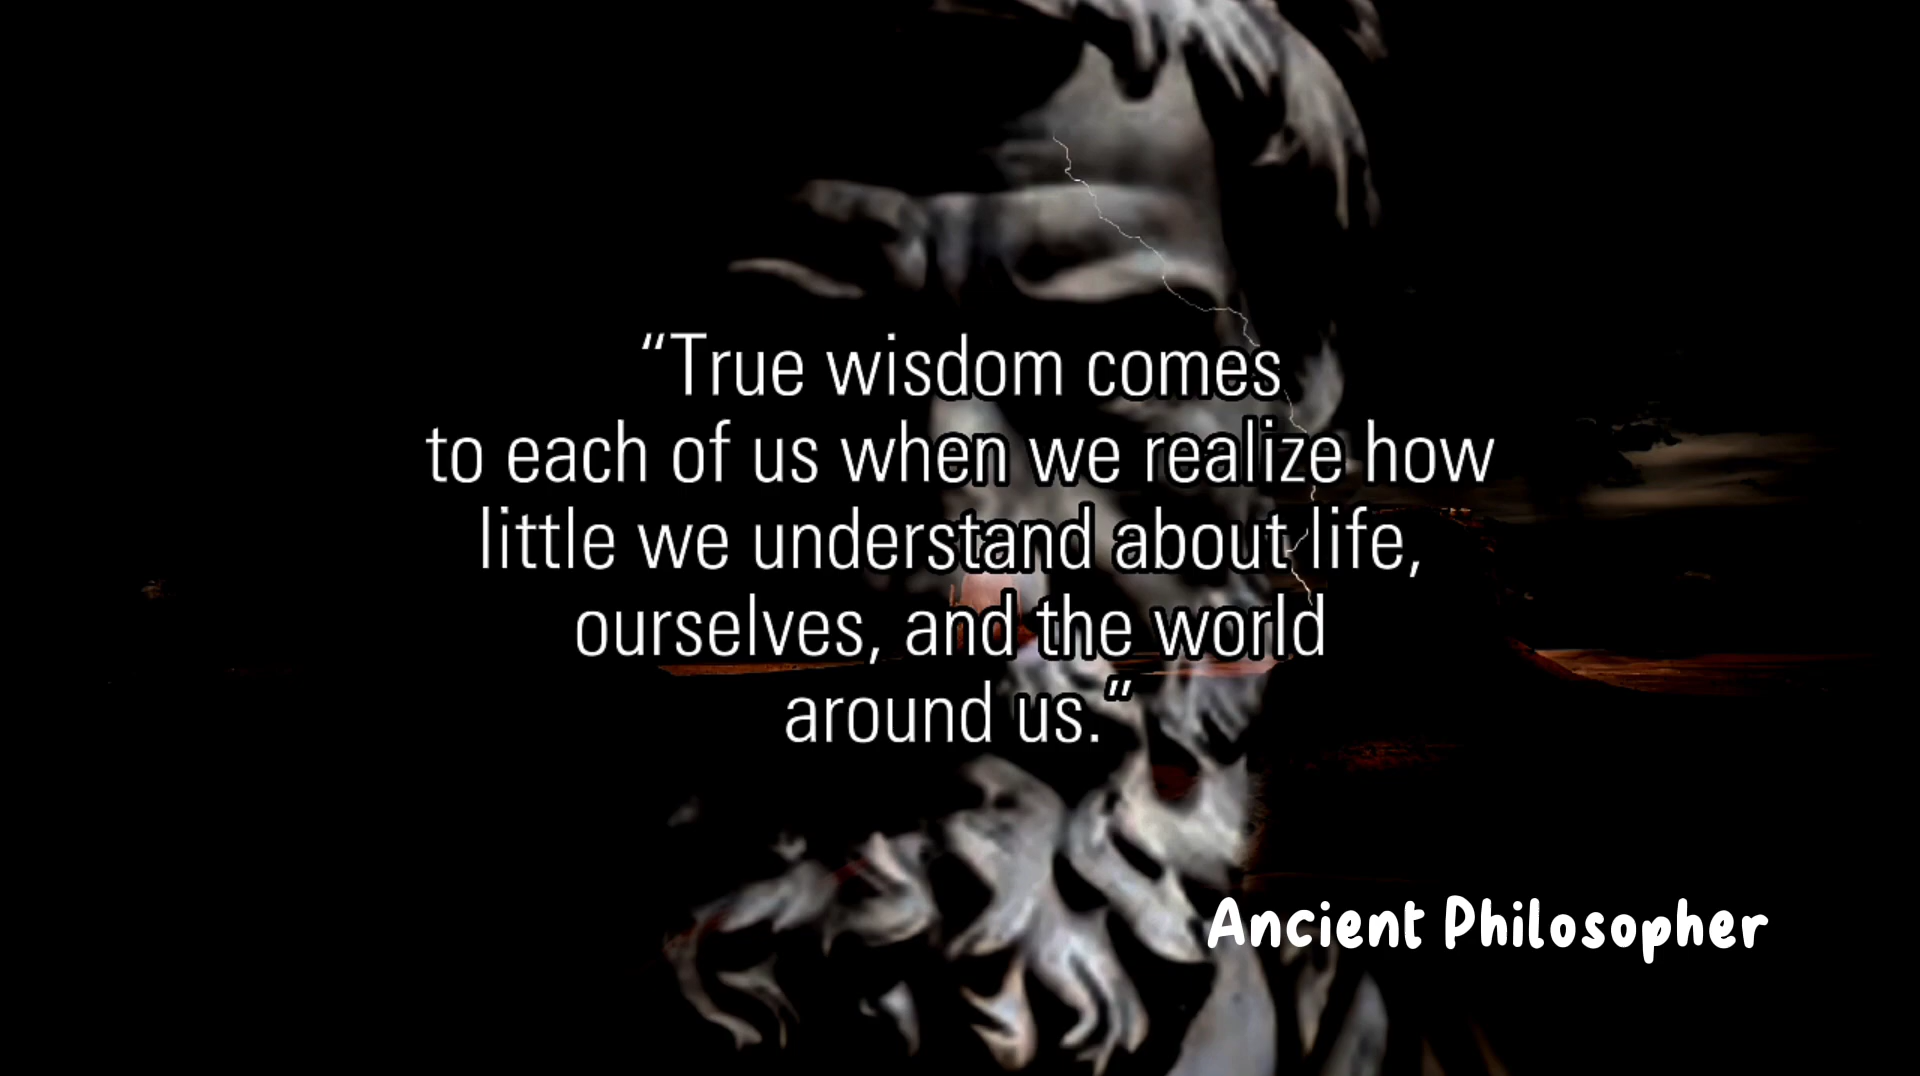 “True wisdom comes
to each of us when we realize how
little we understand about life,
ourselves, and the world
around us.”
Ancient Philosopher